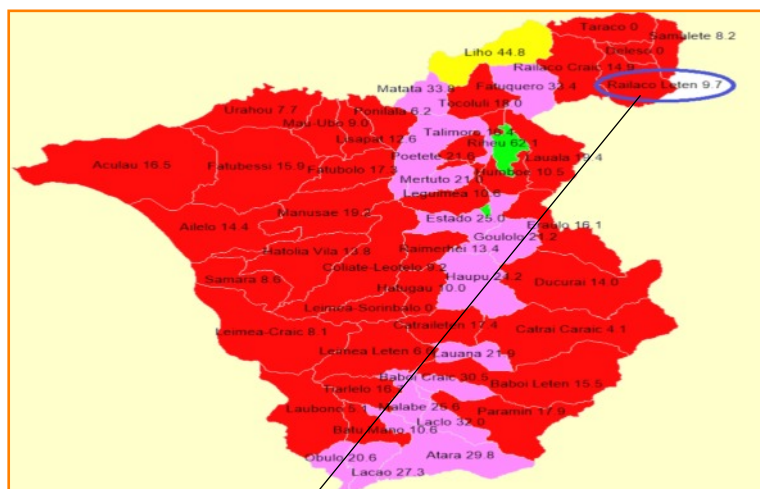 Taraco 0
Samulete 8.2
Deleso 0
Liho 44.8
Railaco Craic 14.9
Railaco Leten 9.7
Matata 33.8
Fatuquero 33.4
Tocoluli 18.0
Urahou 7.7
Ponilala 6.2
Mau-Ubo 9.0
Talimoro 16.4
Lisapat 12.6
Riheu 62.1
Aculau 16.5
Fatubessi 15.9
Fatubolo 17.3
Poetete 21.6
Lauala 19.4
Humboe 10.5
Mertuto 21.0
Leguimea 10.6
Manusae 19.2
Estado 25.0
Eraulo 16.1
Ailelo 14.4
Goulolo 21.2
Hatolia Vila 13.8
Raimerhei 13.4
Coliate-Leotelo 9.2
Samara 8.6
Haupu 24.2
Ducurai 14.0
Hatugau 10.0
Leimea-Sorinbalo 0
Leimea-Craic 8.1
Catraileten 17.4
Catrai Caraic 4.1
Leimea Leten 6.6
Lauana 21.9
Baboi Craic 30.5
Baboi Leten 15.5
Tiarlelo
Laubono 5.1
Malabe 25.6
Paramin 17.9
Laclo 32.0
Batu Mano 10.6
Obulo 20.6
Atara 29.8
Lacao 27.3